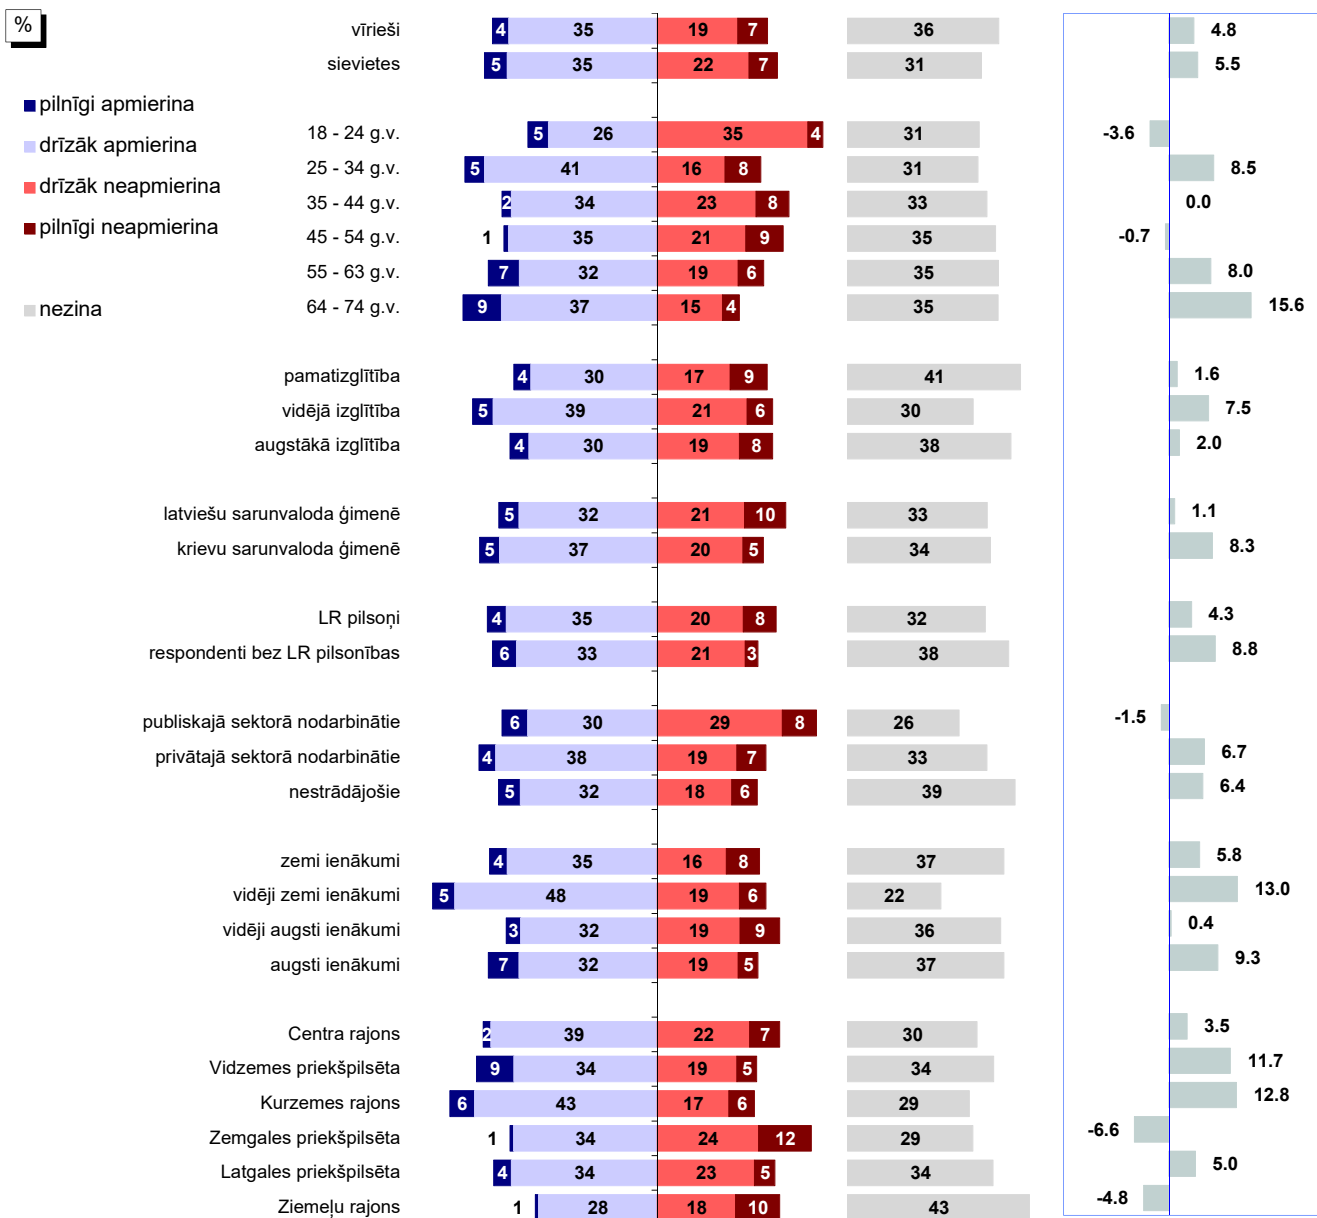 %
pilnīgi apmierina
drīzāk apmierina
drīzāk neapmierina
pilnīgi neapmierina
nezina
vīrieši 4 35 19 7 36 4.8
sievietes 5 35 22 7 31 5.5
18 - 24 g.v. 5 26 35 4 31 -3.6
25 - 34 g.v. 5 41 16 8 31 8.5
35 - 44 g.v. 2 34 23 8 33 0.0
45 - 54 g.v. 1 35 21 9 35 -0.7
55 - 63 g.v. 7 32 19 6 35 8.0
64 - 74 g.v. 9 37 15 4 35 15.6
pamatizglītība 4 30 17 9 41 1.6
vidējā izglītība 5 39 21 6 30 7.5
augstākā izglītība 4 30 19 8 38 2.0
latviešu sarunvaloda ģimenē 5 32 21 10 33 1.1
krievu sarunvaloda ģimenē 5 37 20 5 34 8.3
LR pilsoņi 4 35 20 8 32 4.3
respondenti bez LR pilsonības 6 33 21 3 38 8.8
publiskajā sektorā nodarbinātie 6 30 29 8 26 -1.5
privātajā sektorā nodarbinātie 4 38 19 7 33 6.7
nestrādājošie 5 32 18 6 39 6.4
zemi ienākumi 4 35 16 8 37 5.8
vidēji zemi ienākumi 5 48 19 6 22 13.0
vidēji augsti ienākumi 3 32 19 9 36 0.4
augsti ienākumi 7 32 19 5 37 9.3
Centra rajons 2 39 22 7 30 3.5
Vidzemes priekšpilsēta 9 34 19 5 34 11.7
Kurzemes rajons 6 43 17 6 29 12.8
Zemgales priekšpilsēta 1 34 24 12 29 -6.6
Latgales priekšpilsēta 4 34 23 5 34 5.0
Ziemeļu rajons 1 28 18 10 43 -4.8